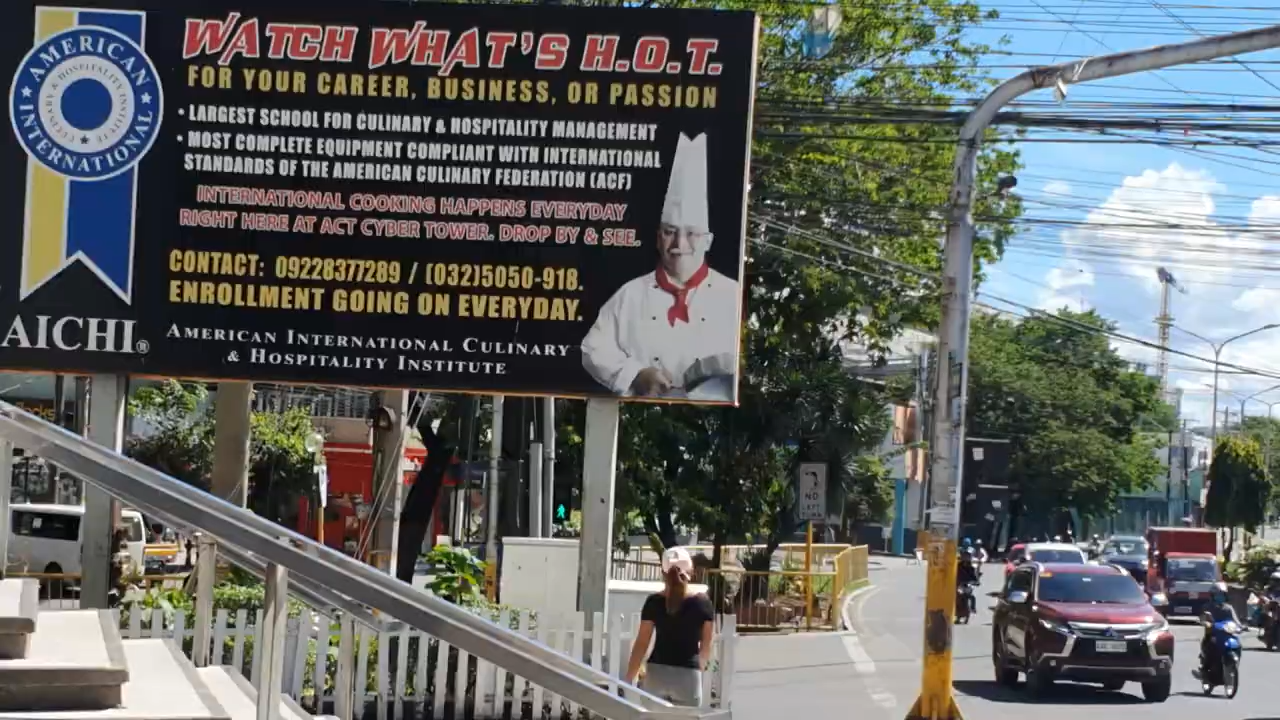 AMERICAN
INTERNATIONAL
CULINARY & HOSPITALITY INSTITUTE
AICHI®
WATCH WHAT'S H.O.T.
FOR YOUR CAREER, BUSINESS, OR PASSION
• LARGEST SCHOOL FOR CULINARY & HOSPITALITY MANAGEMENT
• MOST COMPLETE EQUIPMENT COMPLIANT WITH INTERNATIONAL
STANDARDS OF THE AMERICAN CULINARY FEDERATION (ACF)
INTERNATIONAL COOKING HAPPENS EVERYDAY
RIGHT HERE AT ACT CYBER TOWER. DROP BY & SEE.
CONTACT: 09228377289 / (032)5050-918.
ENROLLMENT GOING ON EVERYDAY.
AMERICAN INTERNATIONAL CULINARY
& HOSPITALITY INSTITUTE
NO
LEFT
TURN